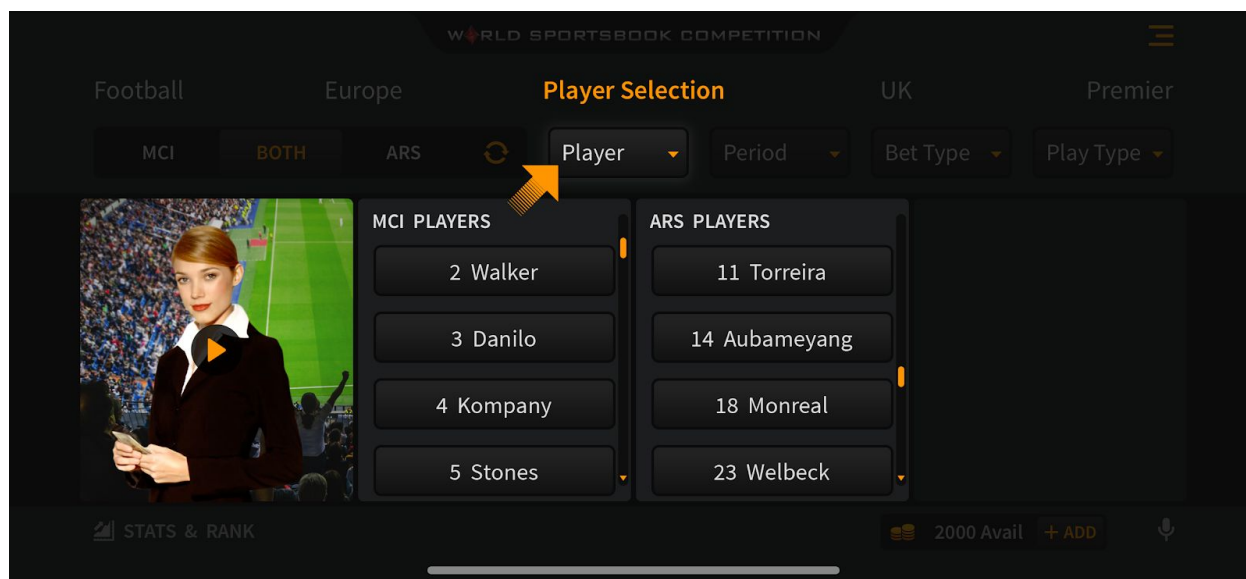 WORLD SPORTSBOOK COMPETITION
Football Europe Player Selection UK Premier
MCI BOTH ARS Player Period Bet Type Play Type
MCI PLAYERS
2 Walker
3 Danilo
4 Kompany
5 Stones
ARS PLAYERS
11 Torreira
14 Aubameyang
18 Monreal
23 Welbeck
STATS & RANK 2000 Avail + ADD